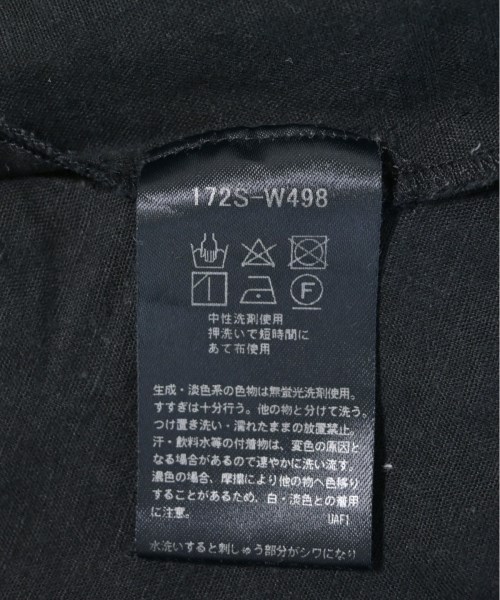 172S-W498
F
中性洗剤使用
押洗いで短時間に
あて布使用
生成・淡色系の色物は無蛍光洗剤使用。
すすぎは十分行う。他の物と分けて洗う。
つけ置き洗い・濡れたままの放置禁止。
汗・飲料水等の付着物は、変色の原因と
なる場合があるので速やかに洗い流す。
濃色の場合、摩擦により他の物へ色移り
することがあるため、白・淡色との着用
に注意。
UAF1
水洗いすると刺しゅう部分がシワになり